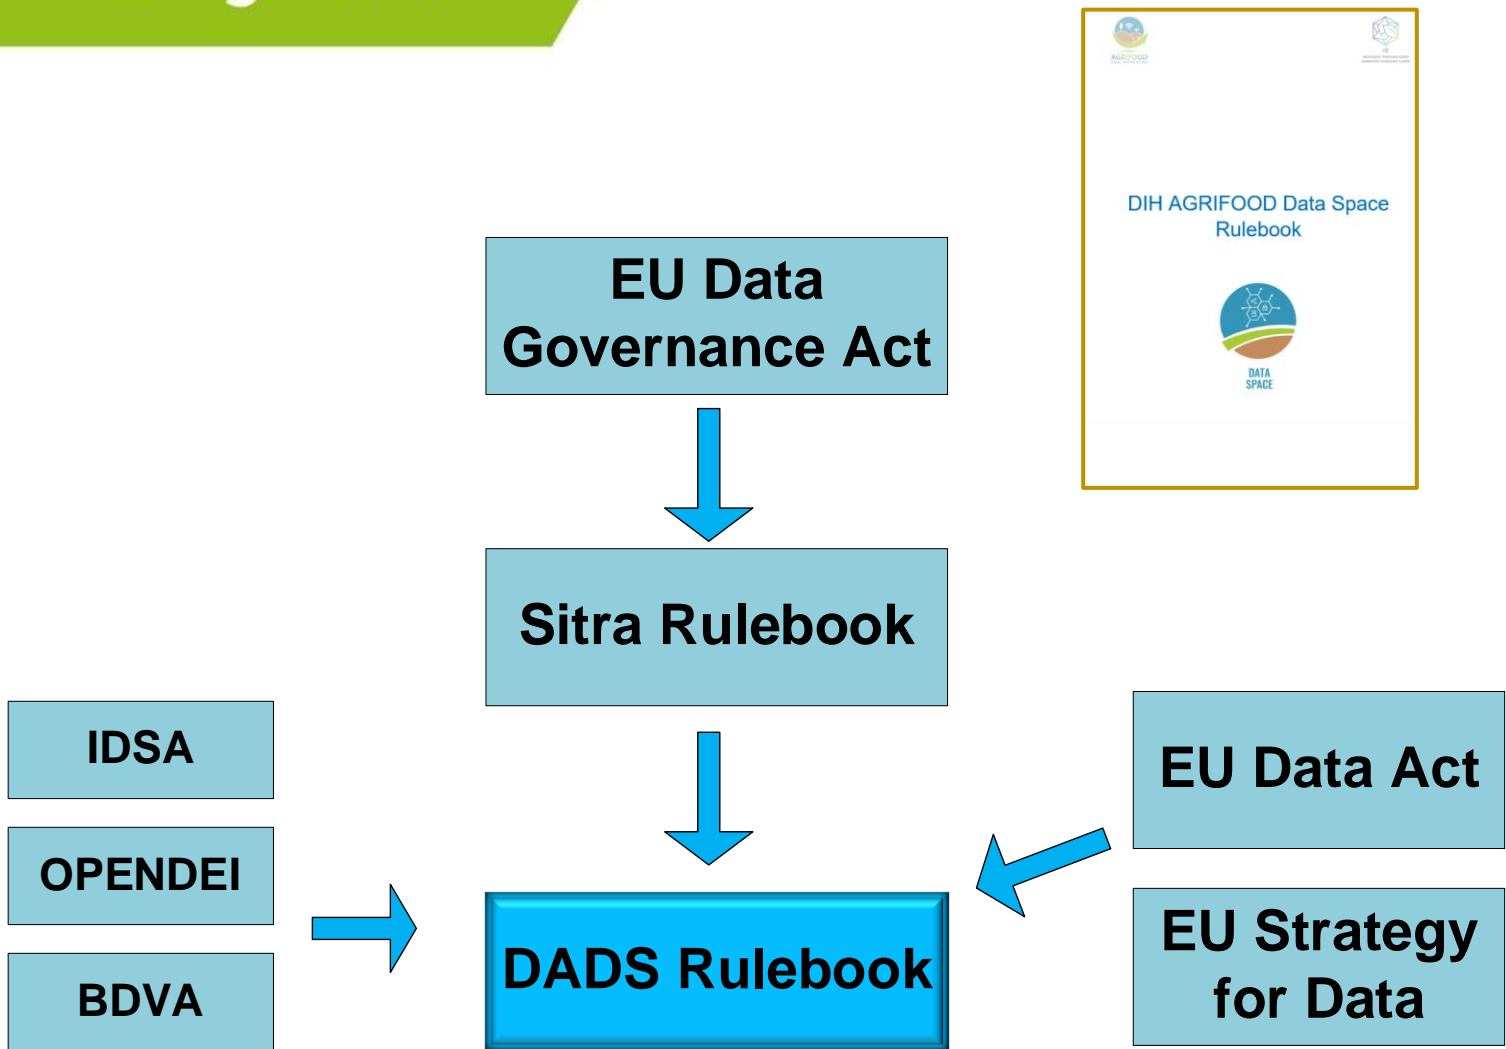 AGRIFOOD
DIH AGRIFOOD Data Space
Rulebook
DATA
SPACE
EU Data
Governance Act
Sitra Rulebook
IDSA
OPENDEI
BDVA
DADS Rulebook
EU Data Act
EU Strategy
for Data